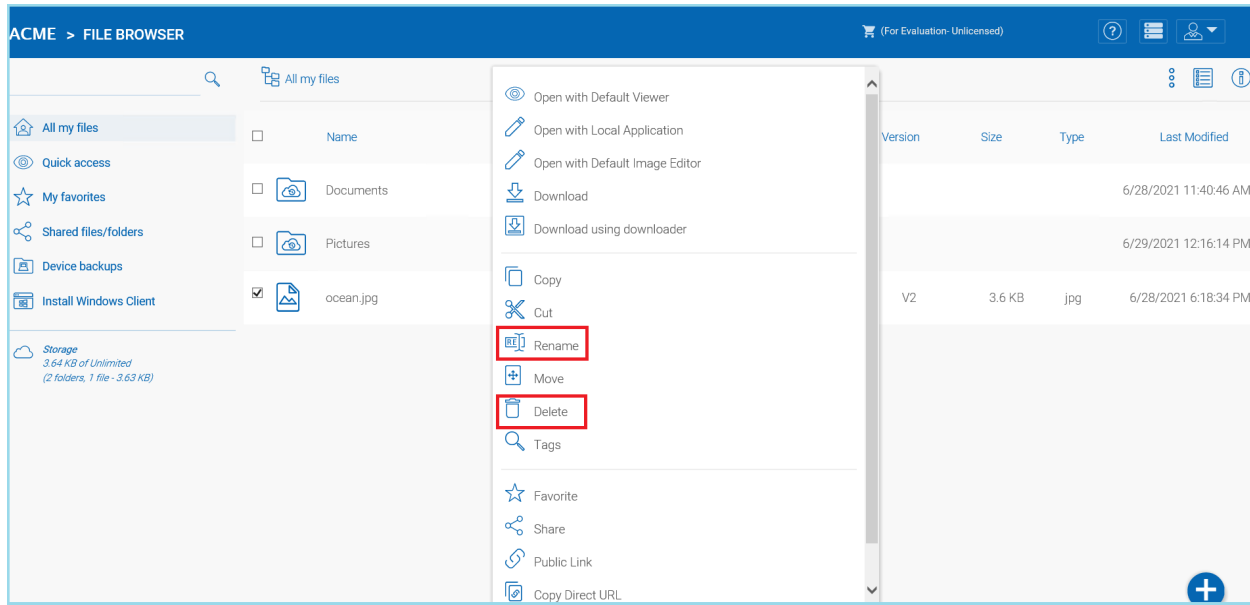 ACME > FILE BROWSER
(For Evaluation- Unlicensed)
All my files
Quick access
My favorites
Shared files/folders
Device backups
Install Windows Client
Storage
3.64 KB of Unlimited
(2 folders, 1 file - 3.63 KB)
All my files
Name
Version
Size
Type
Last Modified
Documents
6/28/2021 11:40:46 AM
Pictures
6/29/2021 12:16:14 PM
ocean.jpg
V2
3.6 KB
jpg
6/28/2021 6:18:34 PM
Open with Default Viewer
Open with Local Application
Open with Default Image Editor
Download
Download using downloader
Copy
Cut
RE
Rename
Move
Delete
Tags
Favorite
Share
Public Link
Copy Direct URL